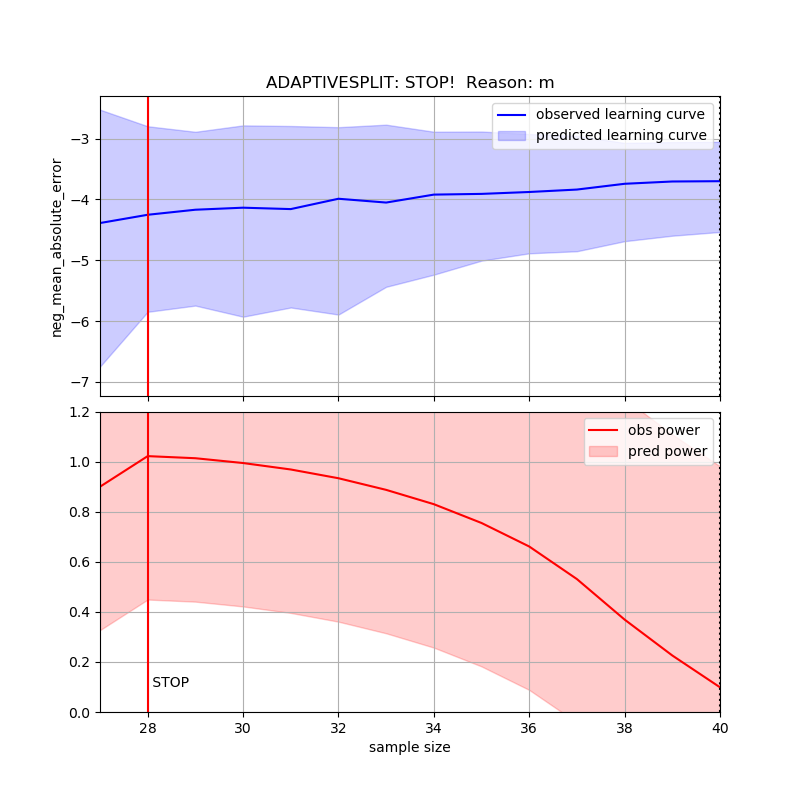 ADAPTIVESPLIT: STOP!  Reason: m
observed learning curve
predicted learning curve
neg_mean_absolute_error
−3
−4
−5
−6
−7
obs power
pred power
1.2
1.0
0.8
0.6
0.4
0.2
0.0
STOP
28 30 32 34 36 38 40
sample size